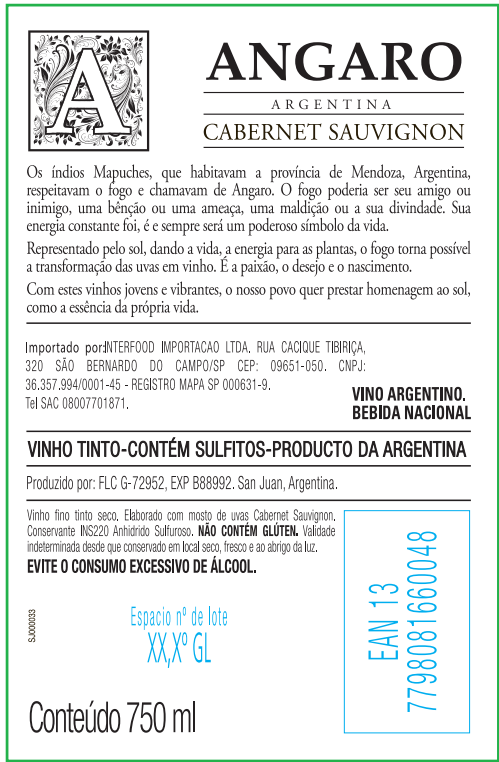 A
ANGARO
ARGENTINA
CABERNET SAUVIGNON
Os índios Mapuches, que habitavam a província de Mendoza, Argentina,
respeitavam o fogo e chamavam de Angaro. O fogo poderia ser seu amigo ou
inimigo, uma bênção ou uma ameaça, uma maldição ou a sua divindade. Sua
energia constante foi, é e sempre será um poderoso símbolo da vida.
Representado pelo sol, dando a vida, a energia para as plantas, o fogo torna possível
a transformação das uvas em vinho. É a paixão, o desejo e o nascimento.
Com estes vinhos jovens e vibrantes, o nosso povo quer prestar homenagem ao sol,
como a essência da própria vida.
Importado por:INTERFOOD IMPORTACAO LTDA. RUA CACIQUE TIBIRIÇA,
320 SÃO BERNARDO DO CAMPO/SP CEP: 09651-050. CNPJ:
36.357.994/0001-45 - REGISTRO MAPA SP 000631-9.
Tel SAC 08007701871.
VINO ARGENTINO.
BEBIDA NACIONAL
VINHO TINTO-CONTÉM SULFITOS-PRODUCTO DA ARGENTINA
Produzido por: FLC G-72952, EXP B88992. San Juan, Argentina.
Vinho fino tinto seco. Elaborado com mosto de uvas Cabernet Sauvignon.
Conservante INS220 Anhidrido Sulfuroso. NÃO CONTÉM GLÚTEN. Validade
indeterminada desde que conservado em local seco, fresco e ao abrigo da luz.
EVITE O CONSUMO EXCESSIVO DE ÁLCOOL.
SJ000033
Espacio nº de lote
XX,Xº GL
EAN 13
7798081660048
Conteúdo 750 ml